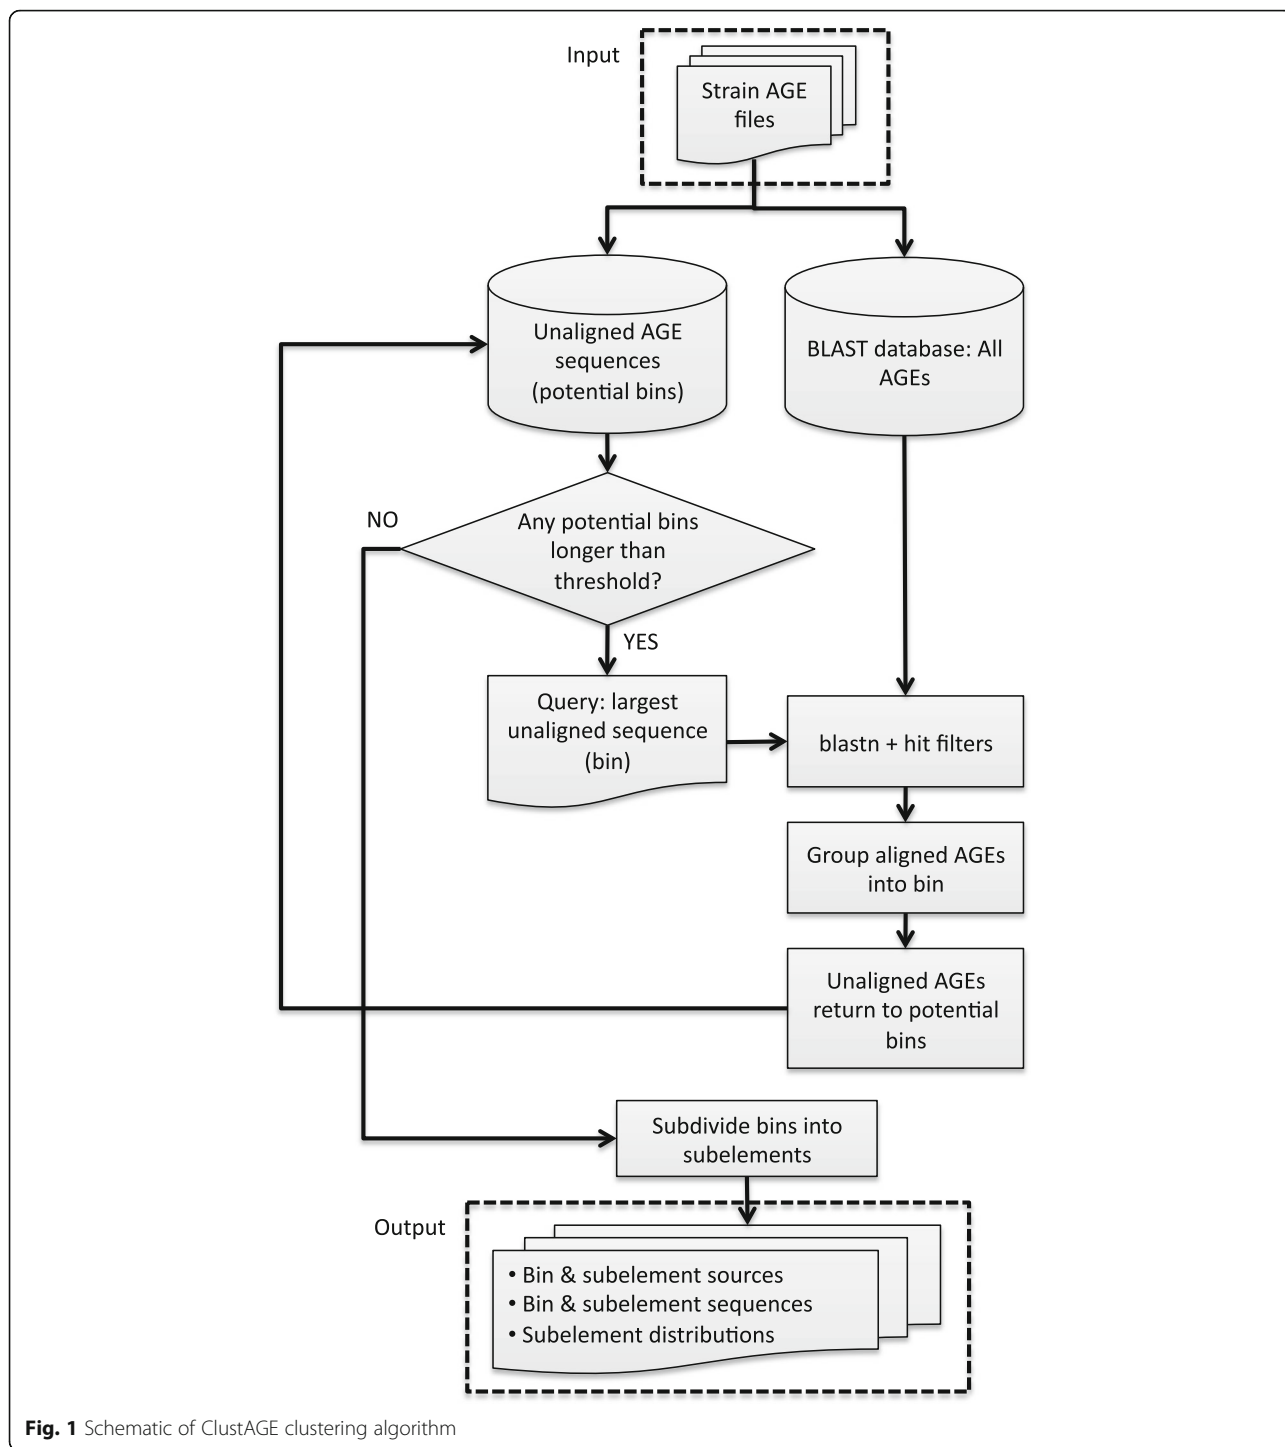 Input
Strain AGE
files
Unaligned AGE
sequences
(potential bins)
BLAST database: All
AGEs
NO
Any potential bins
longer than
threshold?
YES
Query: largest
unaligned sequence
(bin)
blastn + hit filters
Group aligned AGEs
into bin
Unaligned AGEs
return to potential
bins
Subdivide bins into
subelements
Output
• Bin & subelement sources
• Bin & subelement sequences
• Subelement distributions
Fig. 1 Schematic of ClustAGE clustering algorithm